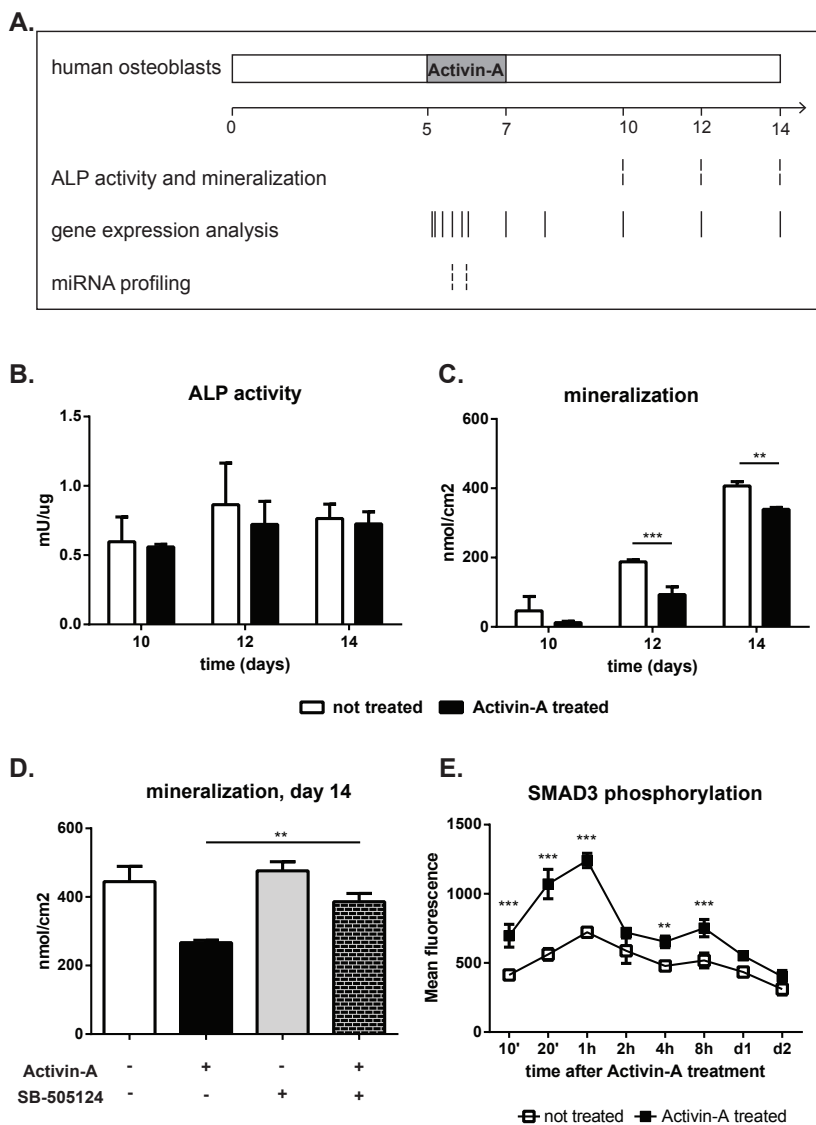 A.
human osteoblasts
Activin-A
0 5 7 10 12 14
ALP activity and mineralization
gene expression analysis
miRNA profiling
B.
ALP activity
1.5
1.0
0.5
0.0
mU/ug
10 12 14
time (days)
C.
mineralization
600
400
200
0
nmol/cm2
***
**
10 12 14
time (days)
not treated Activin-A treated
D.
mineralization, day 14
600
400
200
0
nmol/cm2
**
Activin-A - + - +
SB-505124 - - + +
E.
SMAD3 phosphorylation
1500
1000
500
0
Mean fluorescence
*** *** *** ** ***
10' 20' 1h 2h 4h 8h d1 d2
time after Activin-A treatment
not treated Activin-A treated